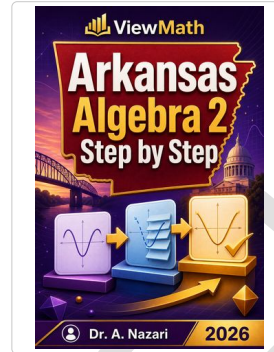 ViewMath
Arkansas
Algebra 2
Step by Step
Dr. A. Nazari
2026